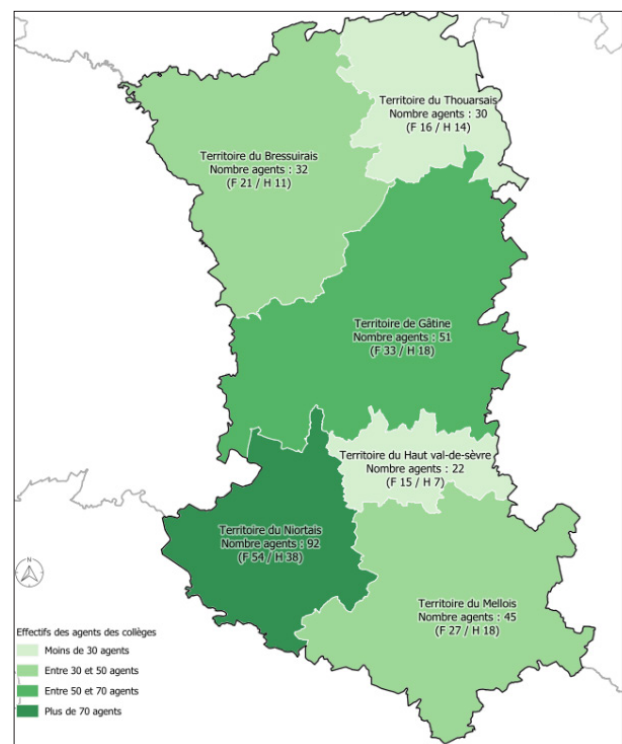 Territoire du Thouarsais
Nombre agents : 30
(F 16 / H 14)
Territoire du Bressuirais
Nombre agents : 32
(F 21 / H 11)
Territoire de Gâtine
Nombre agents : 51
(F 33 / H 18)
Territoire du Haut val-de-sèvre
Nombre agents : 22
(F 15 / H 7)
Territoire du Niortais
Nombre agents : 92
(F 54 / H 38)
Territoire du Mellois
Nombre agents : 45
(F 27 / H 18)
N
Effectifs des agents des collèges
Moins de 30 agents
Entre 30 et 50 agents
Entre 50 et 70 agents
Plus de 70 agents